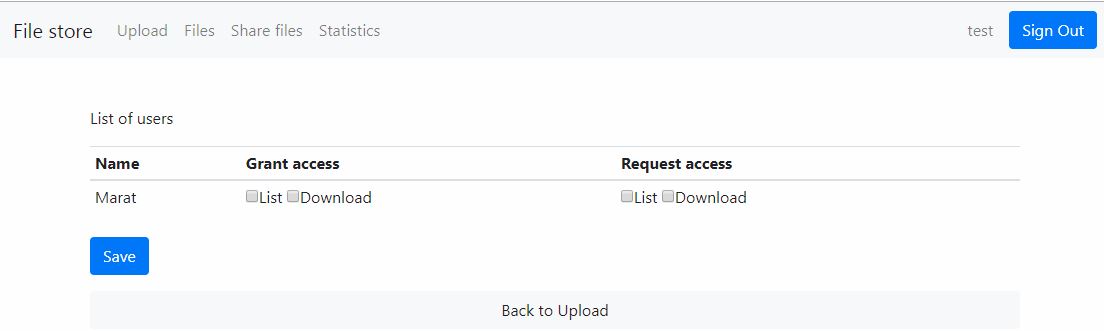 File store Upload Files Share files Statistics test Sign Out
List of users
Name Grant access Request access
Marat List Download List Download
Save
Back to Upload